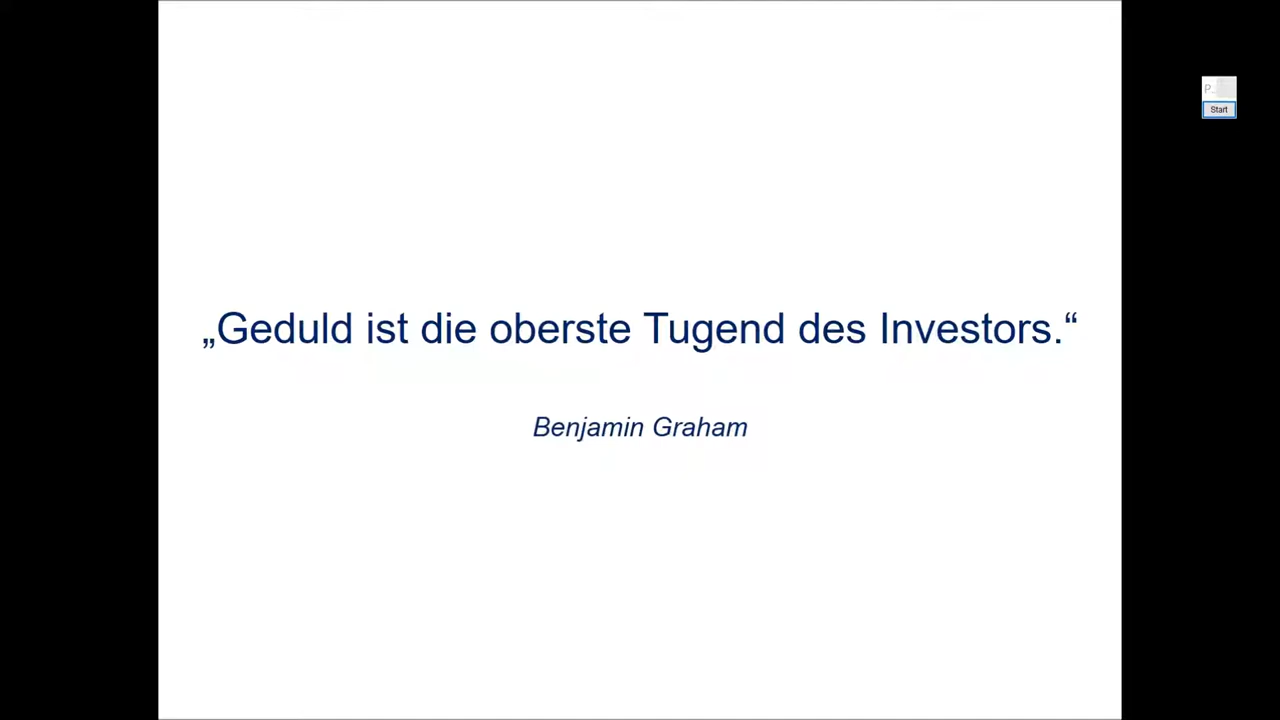 P.
Start
„Geduld ist die oberste Tugend des Investors.“
Benjamin Graham